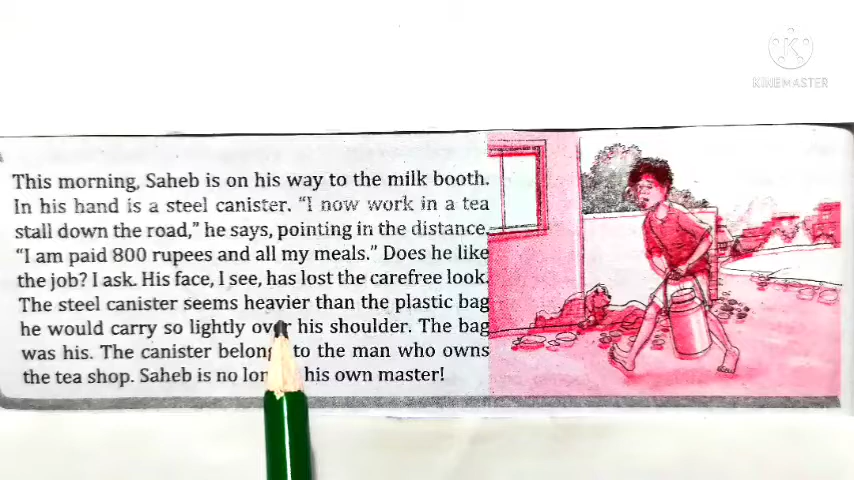 KINEMASTER
This morning, Saheb is on his way to the milk booth.
In his hand is a steel canister. “I now work in a tea
stall down the road,” he says, pointing in the distance.
“I am paid 800 rupees and all my meals.” Does he like
the job? I ask. His face, I see, has lost the carefree look.
The steel canister seems heavier than the plastic bag
he would carry so lightly over his shoulder. The bag
was his. The canister belong to the man who owns
the tea shop. Saheb is no lon his own master!